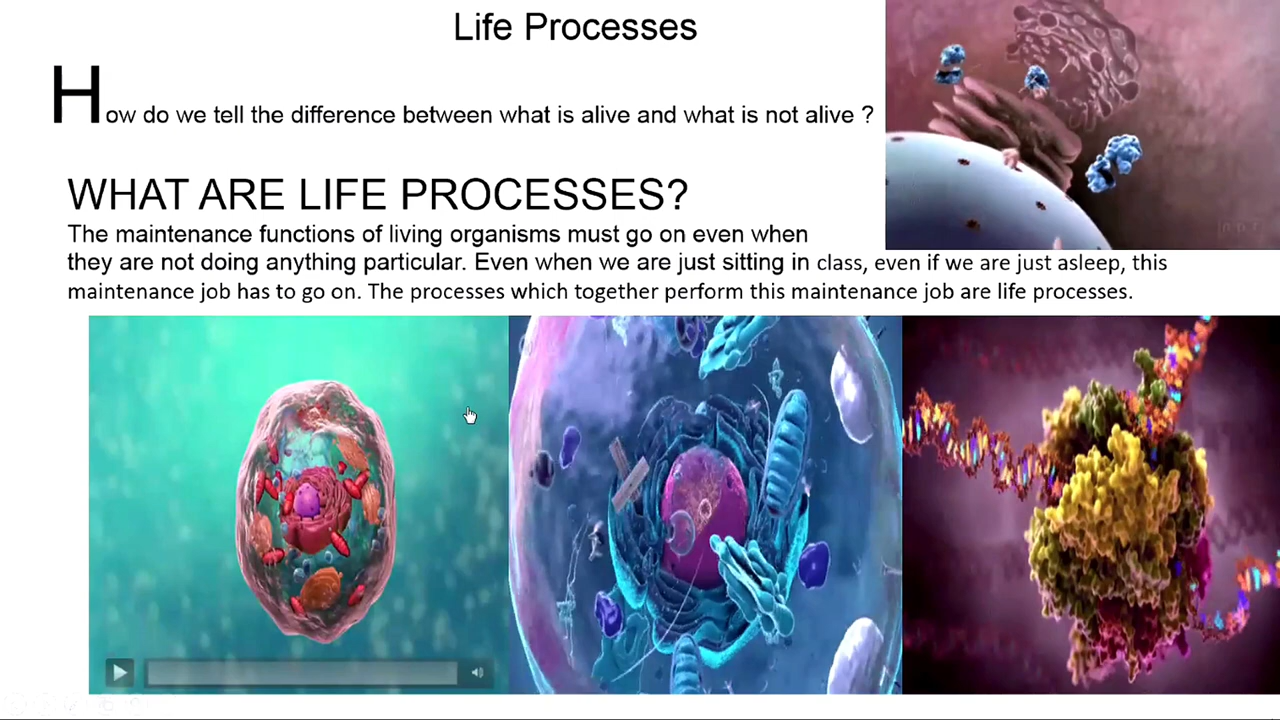 Life Processes
How do we tell the difference between what is alive and what is not alive ?
WHAT ARE LIFE PROCESSES?
The maintenance functions of living organisms must go on even when
they are not doing anything particular. Even when we are just sitting in class, even if we are just asleep, this
maintenance job has to go on. The processes which together perform this maintenance job are life processes.